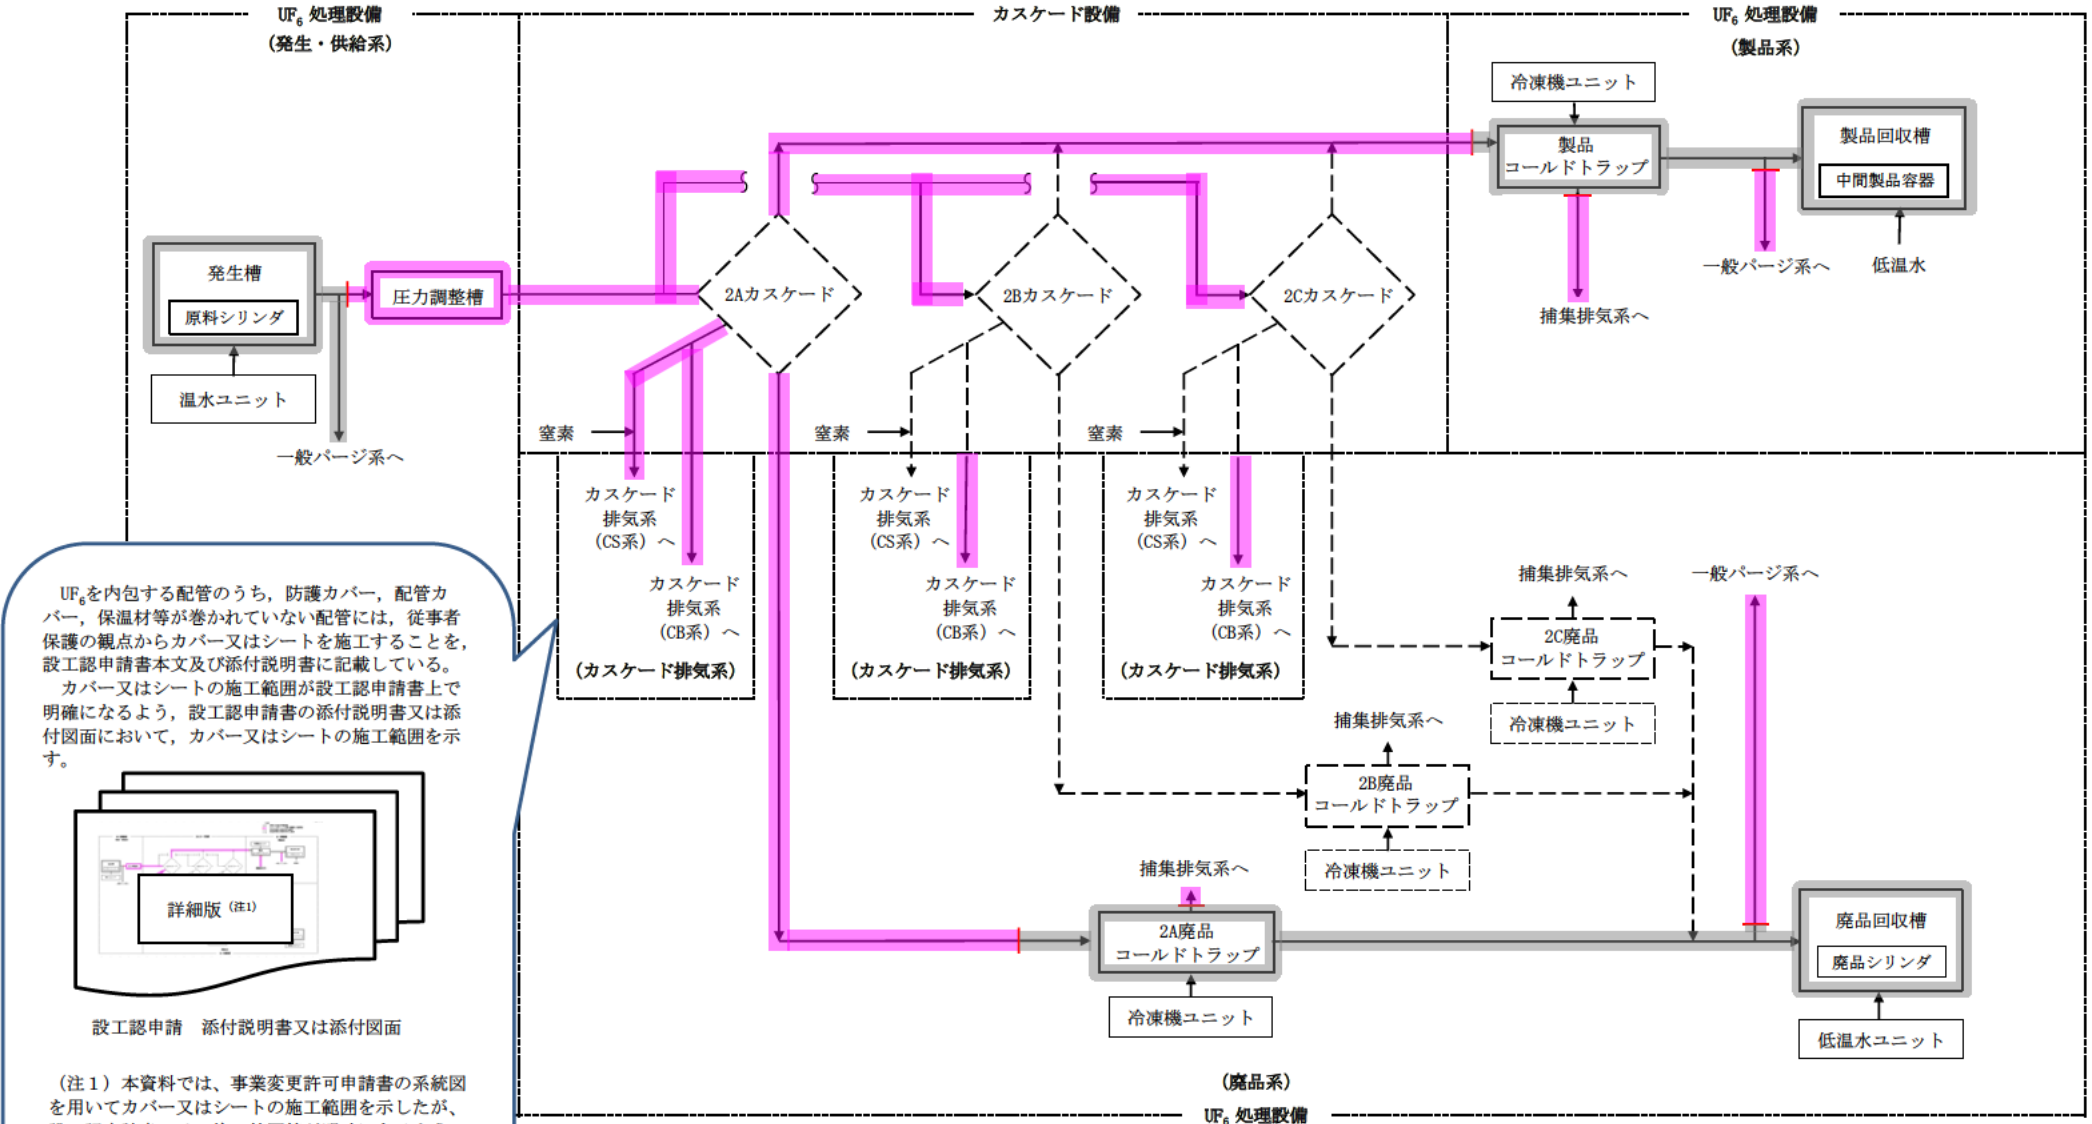 UF₆ 処理設備
(発生・供給系)
カスケード設備
UF₆ 処理設備
(製品系)
冷凍機ユニット
製品
コールドトラップ
製品回収槽
中間製品容器
一般パージ系へ
低温水
捕集排気系へ
発生槽
原料シリンダ
圧力調整槽
2Aカスケード
2Bカスケード
2Cカスケード
温水ユニット
一般パージ系へ
窒素
窒素
窒素
カスケード
排気系
(CS系) へ
カスケード
排気系
(CB系) へ
(カスケード排気系)
カスケード
排気系
(CS系) へ
カスケード
排気系
(CB系) へ
(カスケード排気系)
カスケード
排気系
(CS系) へ
カスケード
排気系
(CB系) へ
(カスケード排気系)
捕集排気系へ
一般パージ系へ
2C廃品
コールドトラップ
冷凍機ユニット
捕集排気系へ
2B廃品
コールドトラップ
冷凍機ユニット
捕集排気系へ
2A廃品
コールドトラップ
冷凍機ユニット
廃品回収槽
廃品シリンダ
低温水ユニット
(廃品系)
UF₆ 処理設備
UF₆を内包する配管のうち，防護カバー，配管カ
バー，保温材等が巻かれていない配管には，従事者
保護の観点からカバー又はシートを施工することを，
設工認申請書本文及び添付説明書に記載している。
カバー又はシートの施工範囲が設工認申請書上で
明確になるよう，設工認申請書の添付説明書又は添
付図面において，カバー又はシートの施工範囲を示
す。
詳細版 (注1)
設工認申請　添付説明書又は添付図面
（注１）本資料では、事業変更許可申請書の系統図
を用いてカバー又はシートの施工範囲を示したが、